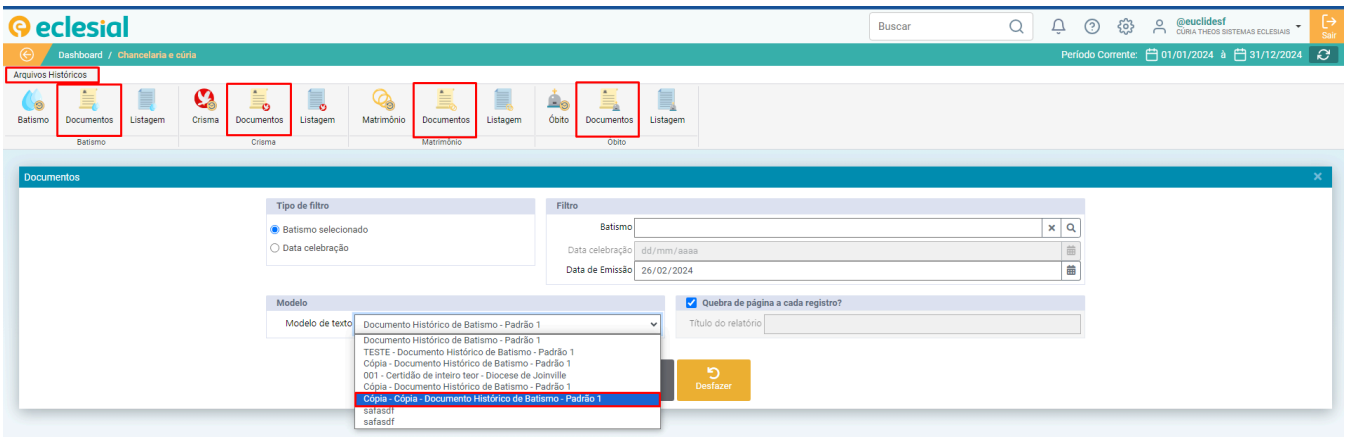 eclesial
Buscar
@euclidesf
CÚRIA THEOS SISTEMAS ECLESIAIS
Sair
Dashboard / Chancelaria e cúria
Período Corrente: 01/01/2024 à 31/12/2024
Arquivos Históricos
Batismo Documentos Listagem Crisma Documentos Listagem Matrimônio Documentos Listagem Óbito Documentos Listagem
Batismo Crisma Matrimônio Obito
Documentos
Tipo de filtro
Batismo selecionado
Data celebração
Filtro
Batismo
Data celebração dd/mm/aaaa
Data de Emissão 26/02/2024
Modelo
Modelo de texto Documento Histórico de Batismo - Padrão 1
Documento Histórico de Batismo - Padrão 1
TESTE - Documento Histórico de Batismo - Padrão 1
Cópia - Documento Histórico de Batismo - Padrão 1
001 - Certidão de inteiro teor - Diocese de Joinville
Cópia - Documento Histórico de Batismo - Padrão 1
Cópia - Cópia - Documento Histórico de Batismo - Padrão 1
safasdf
safasdf
Quebra de página a cada registro?
Título do relatório
Desfazer